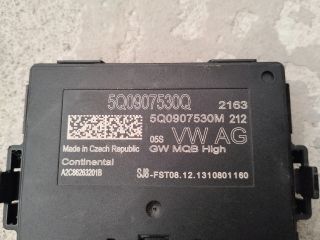 5Q0907530Q 2163
5Q0907530M 212
05S VW AG
Made in Czech Republic GW MQB High
Continental
A2C86263201B SJ8-FST08.12.1310801160